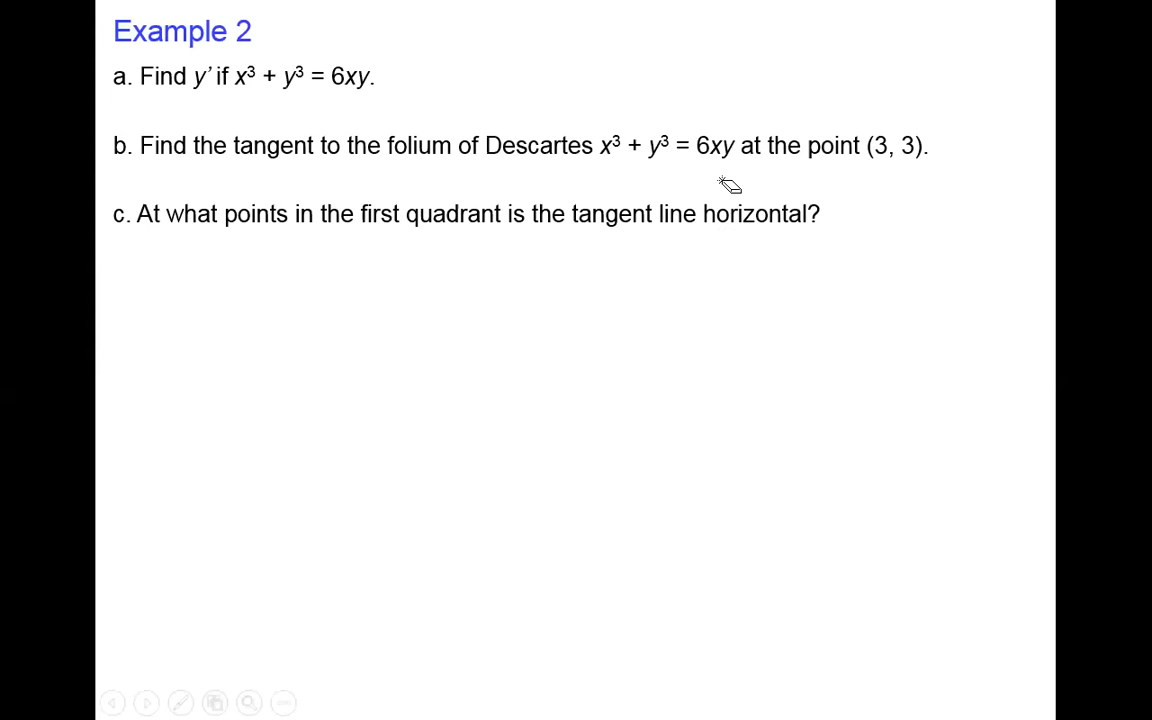 Example 2
a. Find y’ if x³ + y³ = 6xy.
b. Find the tangent to the folium of Descartes x³ + y³ = 6xy at the point (3, 3).
c. At what points in the first quadrant is the tangent line horizontal?